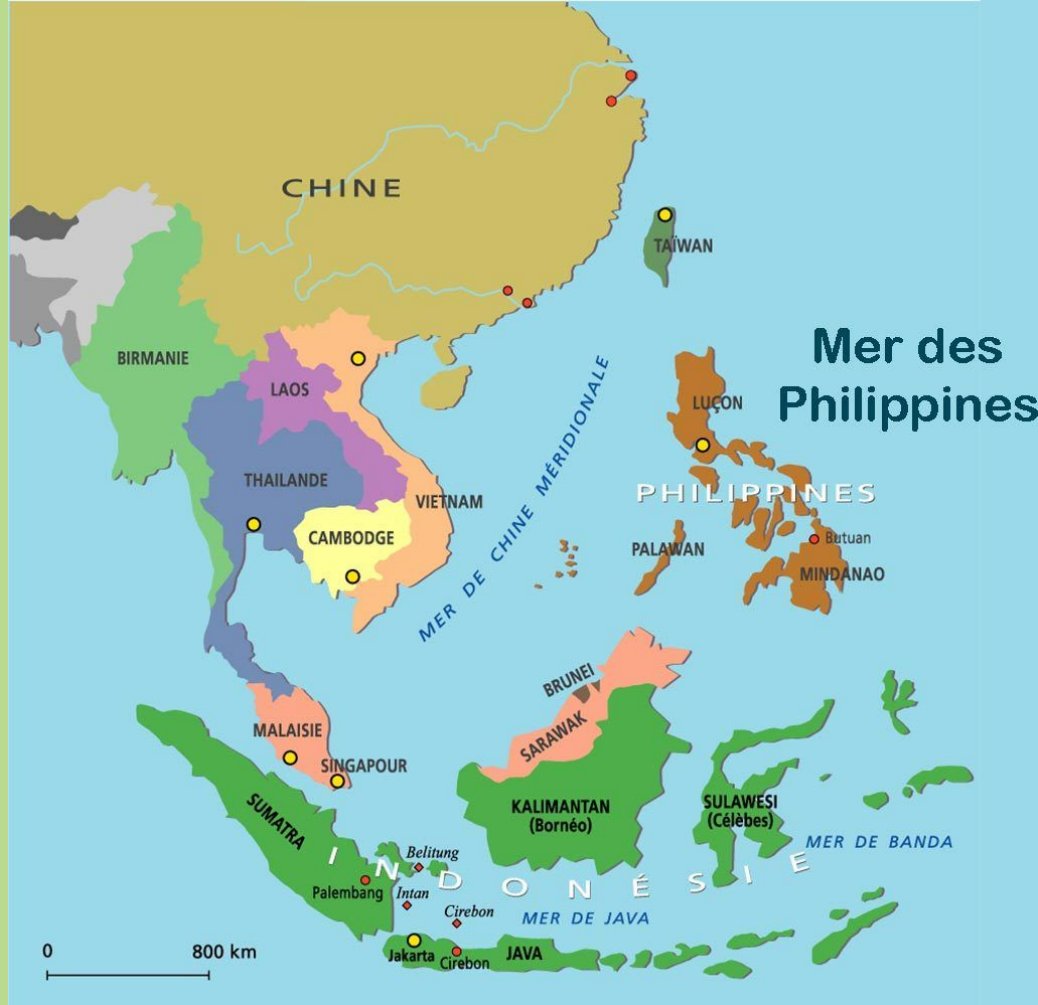 CHINE
TAÏWAN
BIRMANIE
LAOS
Mer des
Philippines
LUÇON
THAILANDE
VIETNAM
MER DE CHINE MÉRIDIONALE
PHILIPPINES
CAMBODGE
PALAWAN
Butuan
MINDANAO
BRUNEI
MALAISIE
SARAWAK
SINGAPOUR
SUMATRA
KALIMANTAN
(Bornéo)
SULAWESI
(Célèbes)
MER DE BANDA
INDONÉSIE
Belitung
Palembang
Intan
Cirebon
MER DE JAVA
Jakarta
Cirebon
JAVA
0 800 km